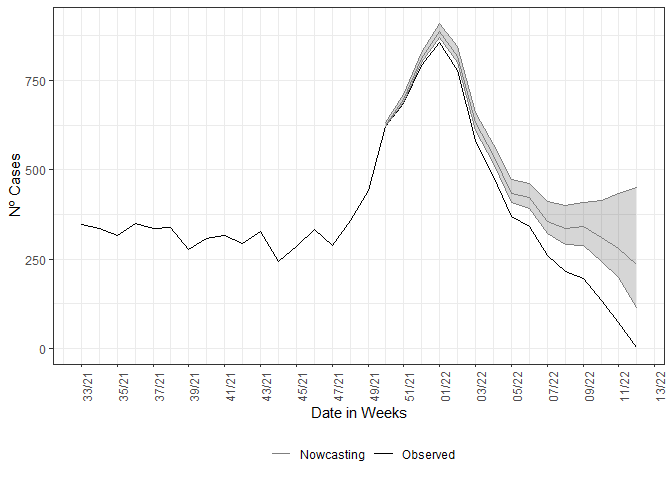 Nº Cases
750
500
250
0
33/21 35/21 37/21 39/21 41/21 43/21 45/21 47/21 49/21 51/21 01/22 03/22 05/22 07/22 09/22 11/22 13/22
Date in Weeks
Nowcasting Observed